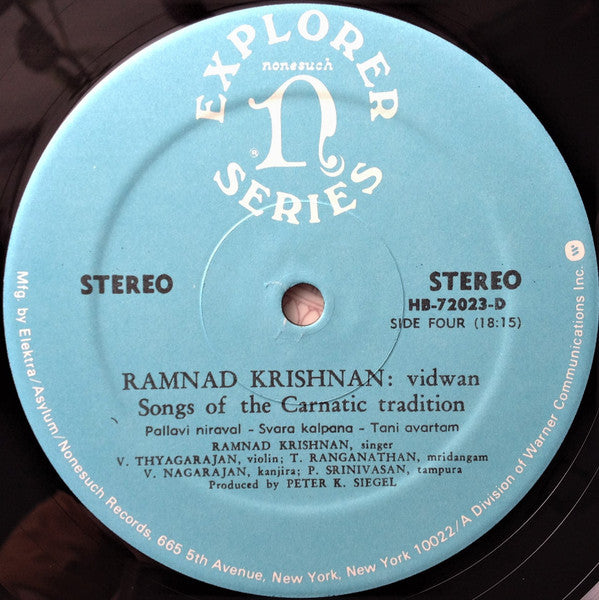 EXPLORER
nonesuch
n
®
SERIES
STEREO
STEREO
HB-72023-D
SIDE FOUR (18:15)
RAMNAD KRISHNAN: vidwan
Songs of the Carnatic tradition
Pallavi niraval - Svara kalpana - Tani avartam
RAMNAD KRISHNAN, singer
V. THYAGARAJAN, violin; T. RANGANATHAN, mridangam
V. NAGARAJAN, kanjira; P. SRINIVASAN, tampura
Produced by PETER K. SIEGEL
Mfg. by Elektra/Asylum/Nonesuch Records, 665 5th Avenue, New York, New York 10022/A Division of Warner Communications Inc.